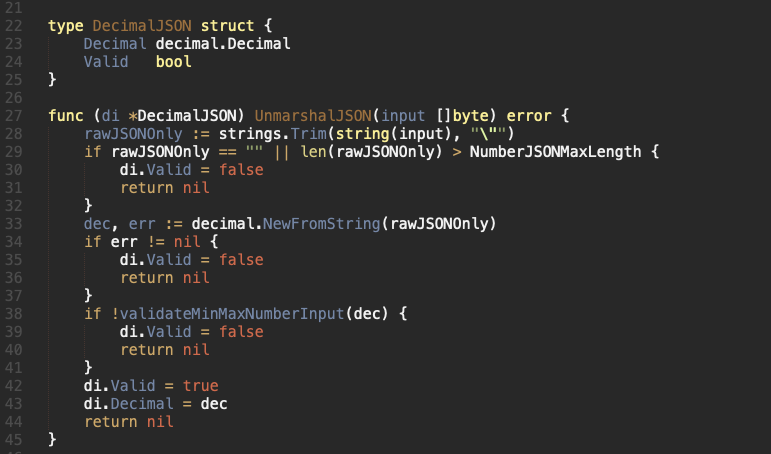 21
22 type DecimalJSON struct {
23     Decimal decimal.Decimal
24     Valid   bool
25 }
26
27 func (di *DecimalJSON) UnmarshalJSON(input []byte) error {
28     rawJSONOnly := strings.Trim(string(input), "\"")
29     if rawJSONOnly == "" || len(rawJSONOnly) > NumberJSONMaxLength {
30         di.Valid = false
31         return nil
32     }
33     dec, err := decimal.NewFromString(rawJSONOnly)
34     if err != nil {
35         di.Valid = false
36         return nil
37     }
38     if !validateMinMaxNumberInput(dec) {
39         di.Valid = false
40         return nil
41     }
42     di.Valid = true
43     di.Decimal = dec
44     return nil
45 }